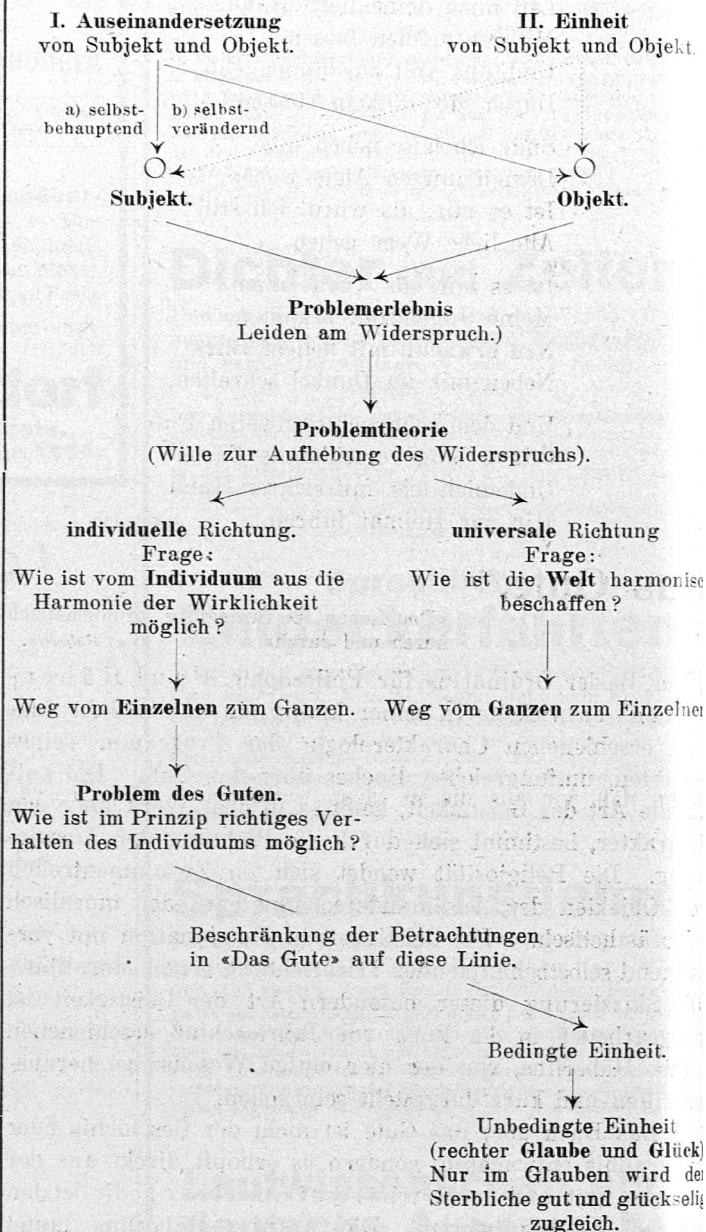 I. Auseinandersetzung
von Subjekt und Objekt.
II. Einheit
von Subjekt und Objekt.
a) selbst-
behauptend
b) selbst-
verändernd
Subjekt.
Objekt.
Problemerlebnis
Leiden am Widerspruch.)
Problemtheorie
(Wille zur Aufhebung des Widerspruchs).
individuelle Richtung.
Frage:
Wie ist vom Individuum aus die
Harmonie der Wirklichkeit
möglich?
universale Richtung
Frage:
Wie ist die Welt harmonisc
beschaffen?
Weg vom Einzelnen zum Ganzen.
Weg vom Ganzen zum Einzelnen
Problem des Guten.
Wie ist im Prinzip richtiges Ver-
halten des Individuums möglich?
Beschränkung der Betrachtungen
in «Das Gute» auf diese Linie.
Bedingte Einheit.
Unbedingte Einheit
(rechter Glaube und Glück)
Nur im Glauben wird der
Sterbliche gut und glückselig
zugleich.